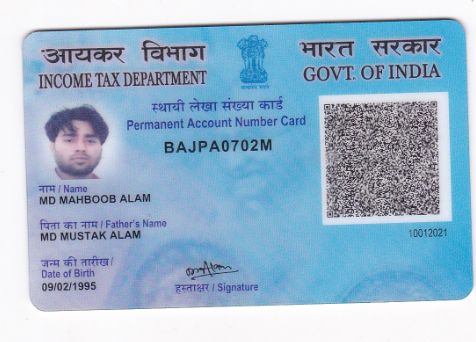 आयकर विभाग
INCOME TAX DEPARTMENT
भारत सरकार
GOVT. OF INDIA
स्थायी लेखा संख्या कार्ड
Permanent Account Number Card
BAJPA0702M
नाम / Name
MD MAHBOOB ALAM
पिता का नाम / Father's Name
MD MUSTAK ALAM
जन्म की तारीख /
Date of Birth
09/02/1995
हस्ताक्षर / Signature
10012021